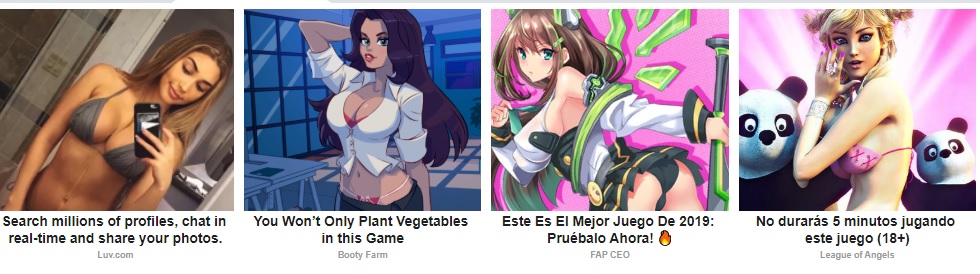 Search millions of profiles, chat in
real-time and share your photos.
Luv.com
You Won’t Only Plant Vegetables
in this Game
Booty Farm
Este Es El Mejor Juego De 2019:
Pruébalo Ahora! 🔥
FAP CEO
No durarás 5 minutos jugando
este juego (18+)
League of Angels